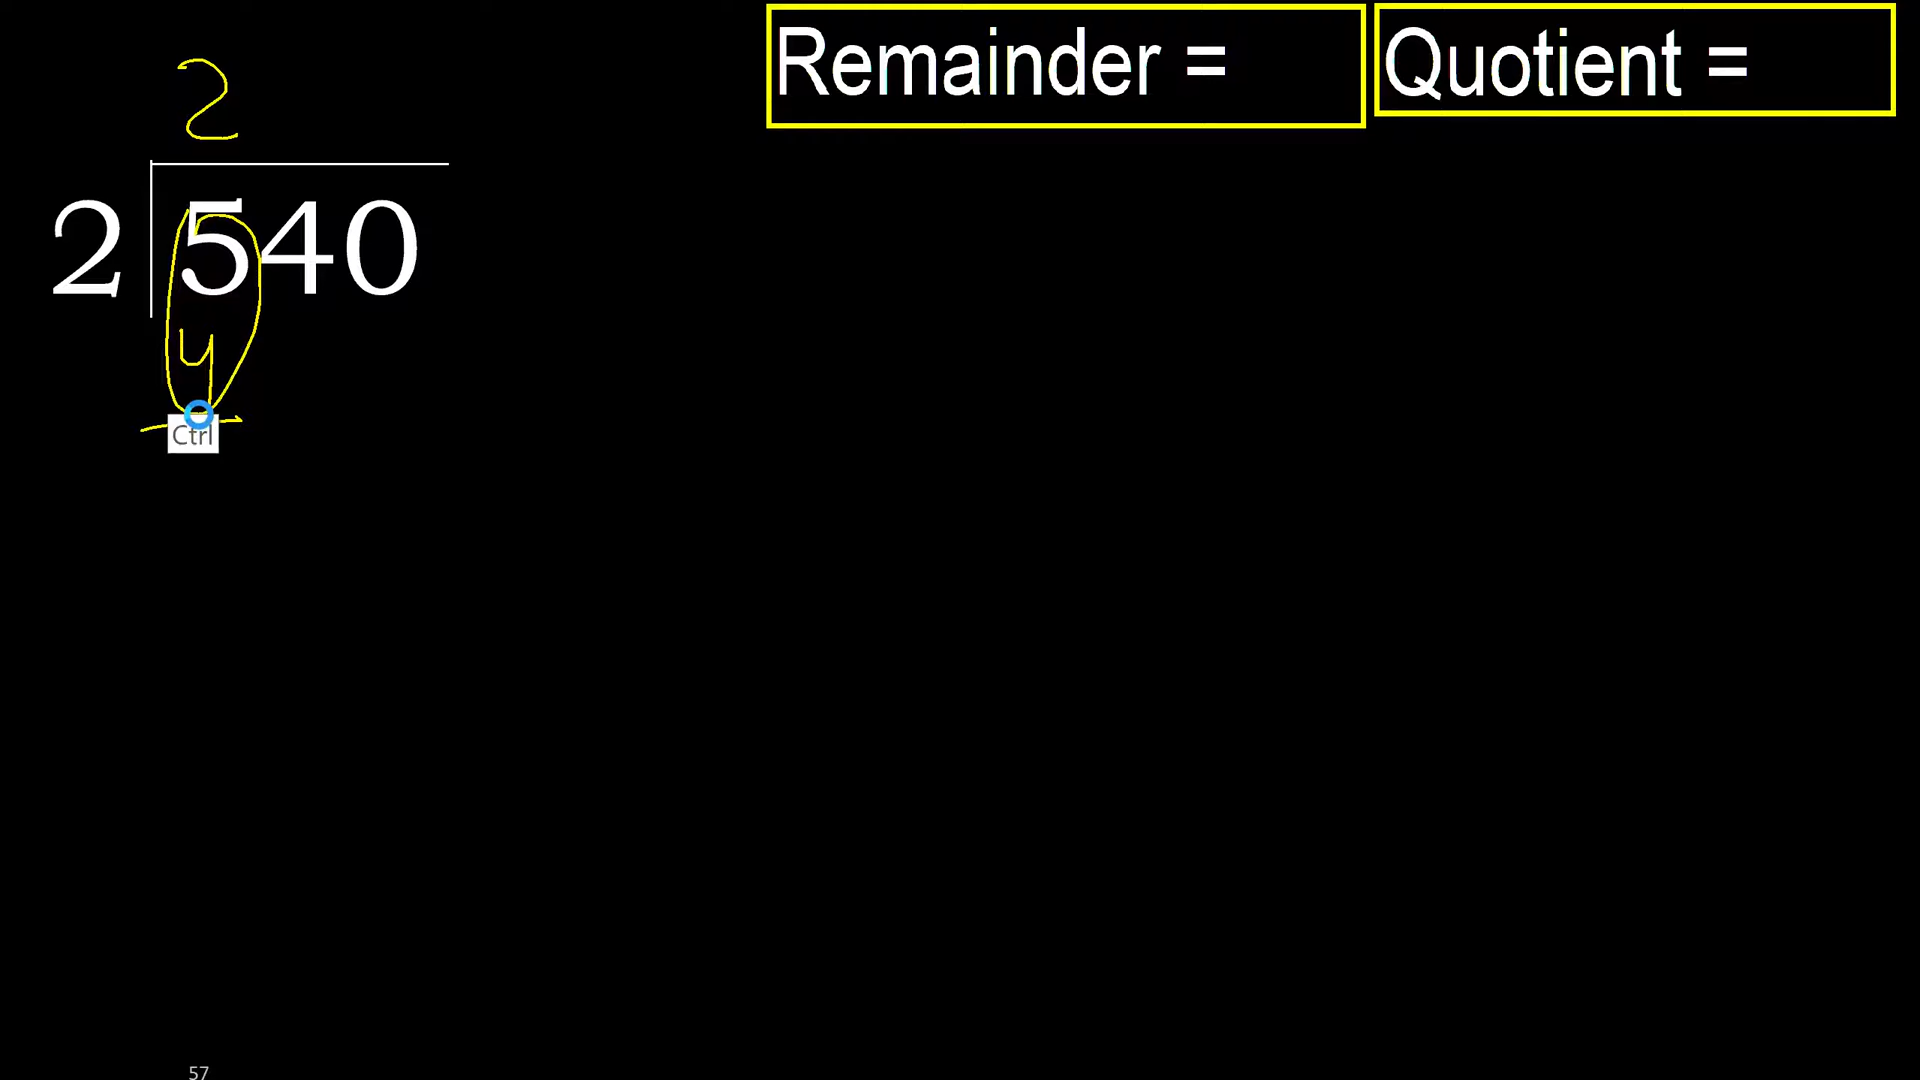 Remainder =
Quotient =
2
2 540
4
Ctrl
57